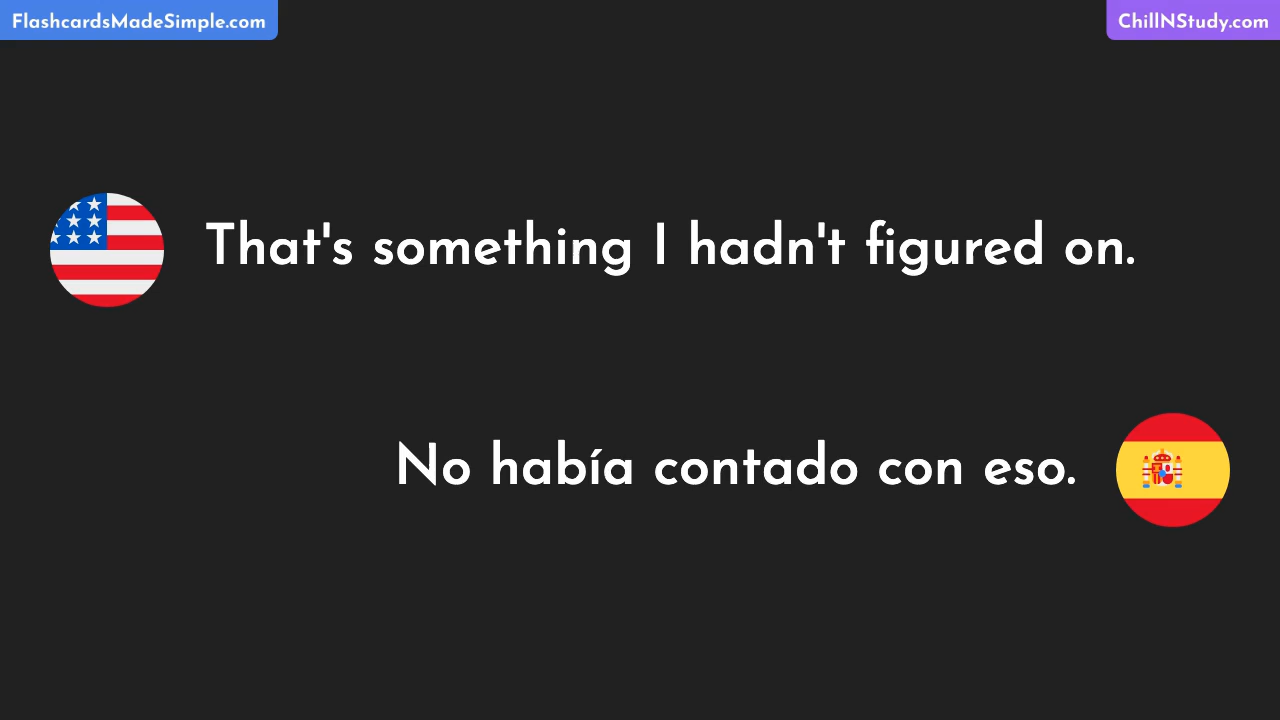 FlashcardsMadeSimple.com
ChillNStudy.com
That's something I hadn't figured on.
No había contado con eso.